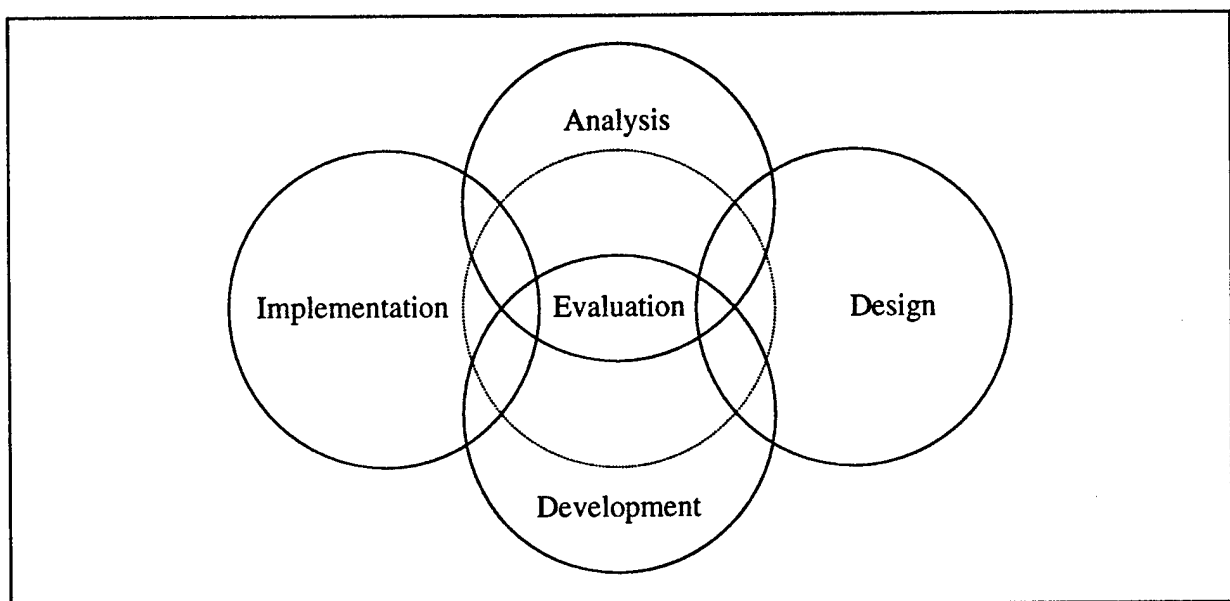 Analysis
Implementation
Evaluation
Design
Development